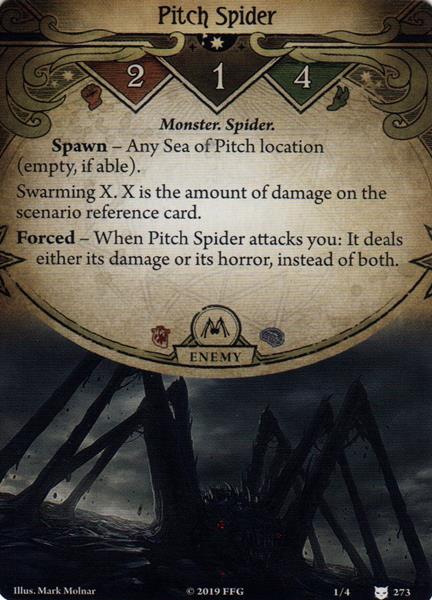 Pitch Spider
2 1 4
Monster. Spider.
Spawn – Any Sea of Pitch location
(empty, if able).
Swarming X. X is the amount of damage on the
scenario reference card.
Forced – When Pitch Spider attacks you: It deals
either its damage or its horror, instead of both.
ENEMY
Illus. Mark Molnar © 2019 FFG 1/4 273